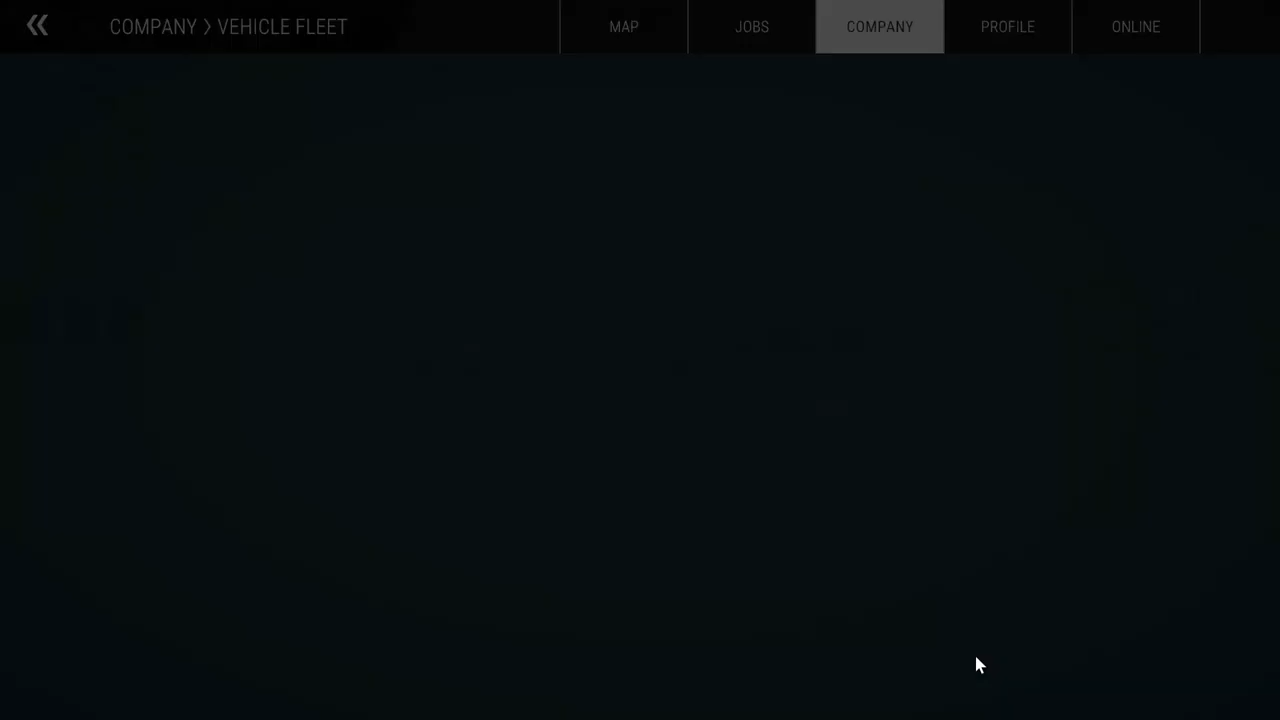 COMPANY > VEHICLE FLEET
MAP
JOBS
COMPANY
PROFILE
ONLINE